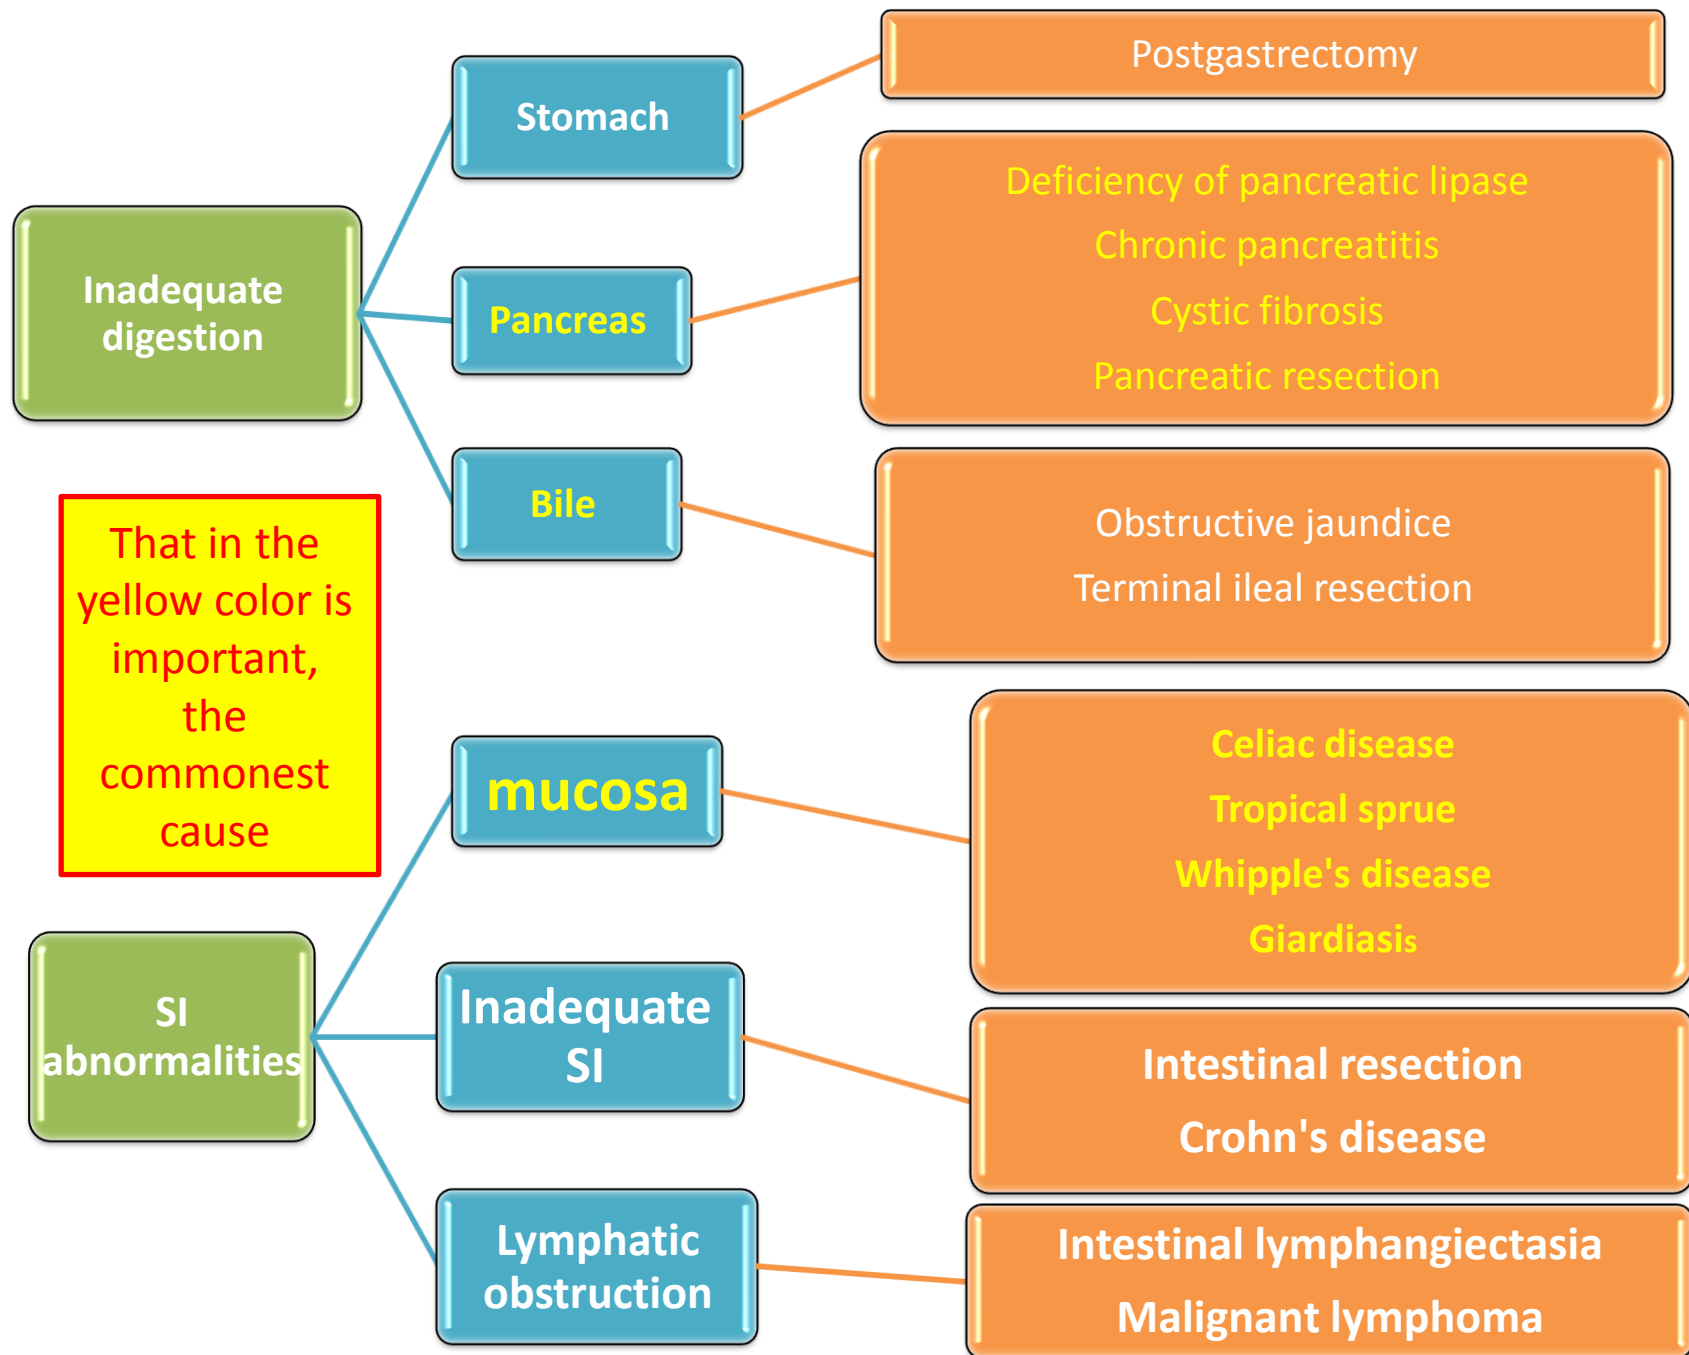 Inadequate
digestion
Stomach
Postgastrectomy
Pancreas
Deficiency of pancreatic lipase
Chronic pancreatitis
Cystic fibrosis
Pancreatic resection
Bile
Obstructive jaundice
Terminal ileal resection
That in the
yellow color is
important,
the
commonest
cause
SI
abnormalities
mucosa
Celiac disease
Tropical sprue
Whipple's disease
Giardiasis
Inadequate
SI
Intestinal resection
Crohn's disease
Lymphatic
obstruction
Intestinal lymphangiectasia
Malignant lymphoma